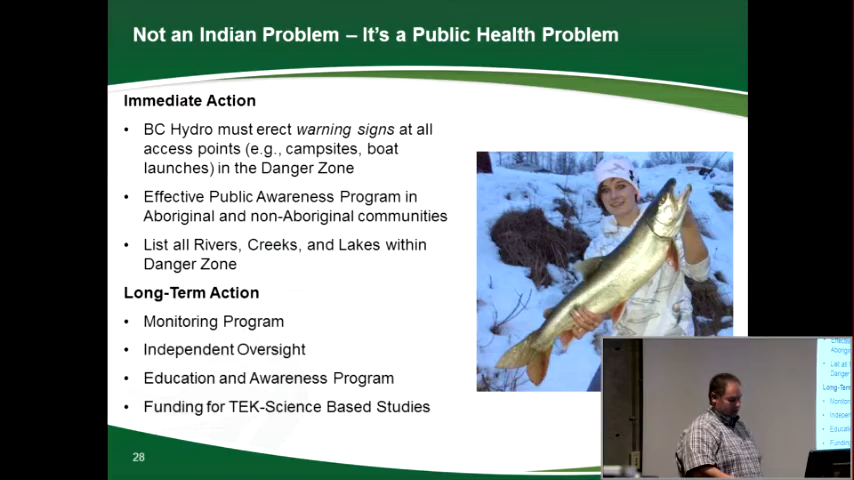 Not an Indian Problem – It's a Public Health Problem
Immediate Action
• BC Hydro must erect warning signs at all
access points (e.g., campsites, boat
launches) in the Danger Zone
• Effective Public Awareness Program in
Aboriginal and non-Aboriginal communities
• List all Rivers, Creeks, and Lakes within
Danger Zone
Long-Term Action
• Monitoring Program
• Independent Oversight
• Education and Awareness Program
• Funding for TEK-Science Based Studies
28